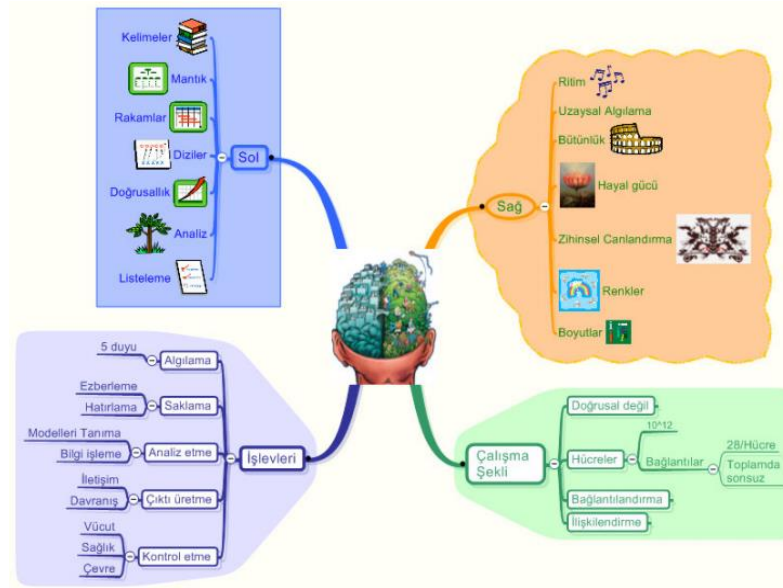 Kelimeler
Mantık
Rakamlar
Diziler
Doğrusallık
Analiz
Listeleme
Sol
Sağ
Ritim
Uzaysal Algılama
Bütünlük
Hayal gücü
Zihinsel Canlandırma
Renkler
Boyutlar
5 duyu
Algılama
Ezberleme
Hatırlama
Saklama
Modelleri Tanıma
Bilgi işleme
Analiz etme
İletişim
Davranış
Çıktı üretme
Vücut
Sağlık
Çevre
Kontrol etme
İşlevleri
Çalışma
Şekli
Doğrusal değil
Hücreler
10^12
Bağlantılar
28/Hücre
Toplamda
sonsuz
Bağlantılandırma
İlişkilendirme